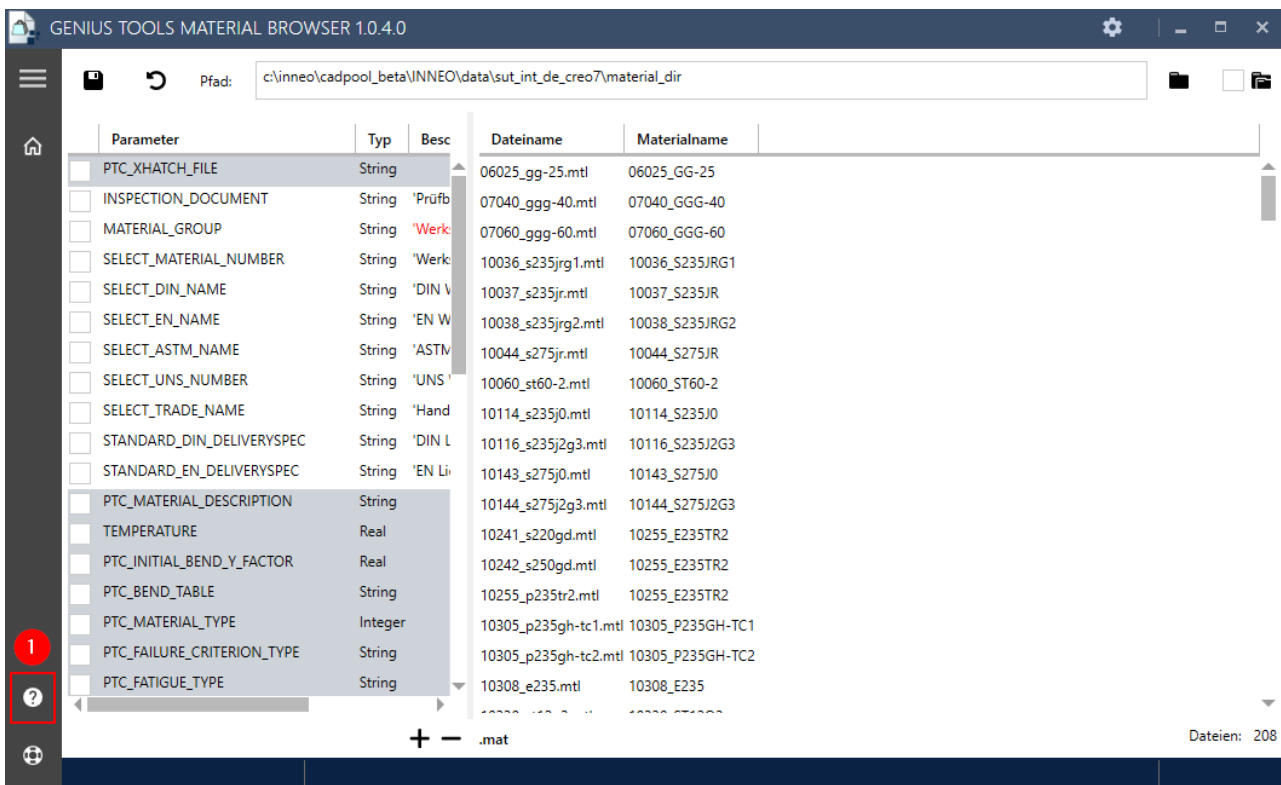 GENIUS TOOLS MATERIAL BROWSER 1.0.4.0
Pfad: c:\inneo\cadpool_beta\INNEO\data\sut_int_de_creo7\material_dir
Parameter Typ Besc Dateiname Materialname
PTC_XHATCH_FILE String 06025_gg-25.mtl 06025_GG-25
INSPECTION_DOCUMENT String 'Prüfb 07040_ggg-40.mtl 07040_GGG-40
MATERIAL_GROUP String 'Werks 07060_ggg-60.mtl 07060_GGG-60
SELECT_MATERIAL_NUMBER String 'Werks 10036_s235jrg1.mtl 10036_S235JRG1
SELECT_DIN_NAME String 'DIN W 10037_s235jr.mtl 10037_S235JR
SELECT_EN_NAME String 'EN W 10038_s235jrg2.mtl 10038_S235JRG2
SELECT_ASTM_NAME String 'ASTM 10044_s275jr.mtl 10044_S275JR
SELECT_UNS_NUMBER String 'UNS 10060_st60-2.mtl 10060_ST60-2
SELECT_TRADE_NAME String 'Hand 10114_s235j0.mtl 10114_S235J0
STANDARD_DIN_DELIVERYSPEC String 'DIN L 10116_s235j2g3.mtl 10116_S235J2G3
STANDARD_EN_DELIVERYSPEC String 'EN Li 10143_s275j0.mtl 10143_S275J0
PTC_MATERIAL_DESCRIPTION String 10144_s275j2g3.mtl 10144_S275J2G3
TEMPERATURE Real 10241_s220gd.mtl 10255_E235TR2
PTC_INITIAL_BEND_Y_FACTOR Real 10242_s250gd.mtl 10255_E235TR2
PTC_BEND_TABLE String 10255_p235tr2.mtl 10255_E235TR2
PTC_MATERIAL_TYPE Integer 10305_p235gh-tc1.mtl 10305_P235GH-TC1
1 PTC_FAILURE_CRITERION_TYPE String 10305_p235gh-tc2.mtl 10305_P235GH-TC2
PTC_FATIGUE_TYPE String 10308_e235.mtl 10308_E235
.mat Dateien: 208